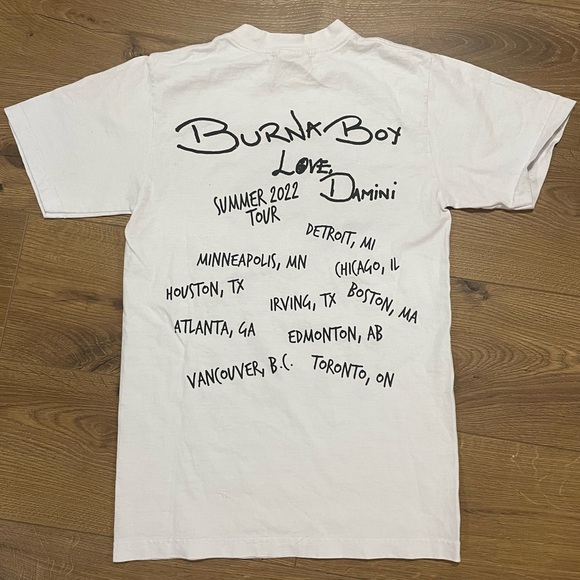 BURNA BOY
LOVE,
DAMINI
SUMMER 2022
TOUR
DETROIT, MI
MINNEAPOLIS, MN
CHICAGO, IL
HOUSTON, TX
IRVING, TX
BOSTON, MA
ATLANTA, GA
EDMONTON, AB
VANCOUVER, B.C.
TORONTO, ON